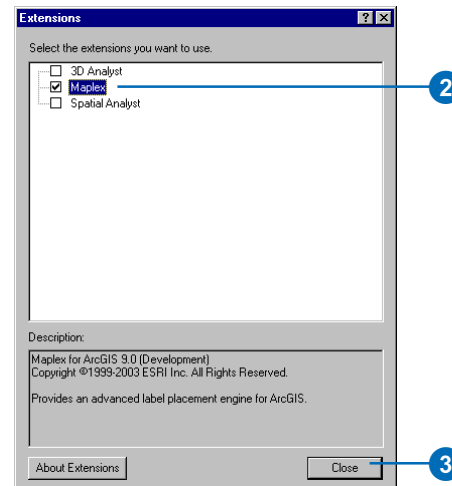 Extensions
Select the extensions you want to use.
3D Analyst
Maplex
2
Spatial Analyst
Description:
Maplex for ArcGIS 9.0 (Development)
Copyright ©1999-2003 ESRI Inc. All Rights Reserved.
Provides an advanced label placement engine for ArcGIS.
About Extensions
Close
3